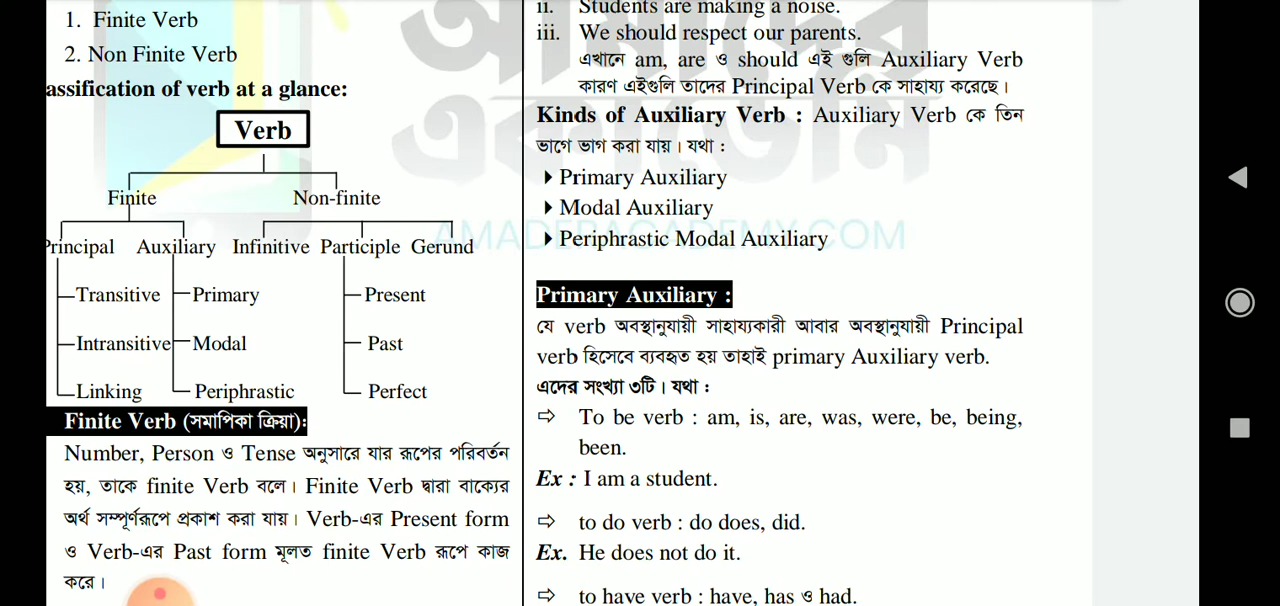 1. Finite Verb
2. Non Finite Verb
assification of verb at a glance:
Verb
Finite Non-finite
Principal Auxiliary Infinitive Participle Gerund
Transitive Primary Present
Intransitive Modal Past
Linking Periphrastic Perfect
Finite Verb (সমাপিকা ক্রিয়া):
Number, Person ও Tense অনুসারে যার রূপের পরিবর্তন
হয়, তাকে finite Verb বলে। Finite Verb দ্বারা বাক্যের
অর্থ সম্পূর্ণরূপে প্রকাশ করা যায়। Verb-এর Present form
ও Verb-এর Past form মূলত finite Verb রূপে কাজ
করে।
ii. Students are making a noise.
iii. We should respect our parents.
এখানে am, are ও should এই গুলি Auxiliary Verb
কারণ এইগুলি তাদের Principal Verb কে সাহায্য করেছে।
Kinds of Auxiliary Verb : Auxiliary Verb কে তিন
ভাগে ভাগ করা যায়। যথা :
Primary Auxiliary
Modal Auxiliary
Periphrastic Modal Auxiliary
Primary Auxiliary :
যে verb অবস্থানুযায়ী সাহায্যকারী আবার অবস্থানুযায়ী Principal
verb হিসেবে ব্যবহৃত হয় তাহাই primary Auxiliary verb.
এদের সংখ্যা ৩টি। যথা :
⇨ To be verb : am, is, are, was, were, be, being,
been.
Ex : I am a student.
⇨ to do verb : do does, did.
Ex. He does not do it.
⇨ to have verb : have, has ও had.
আমাদের
একাডেমি
AMADERACADEMY.COM